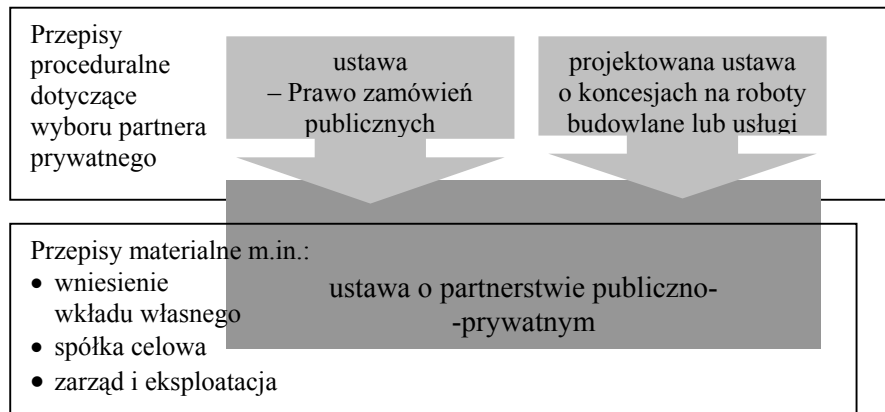 Przepisy
proceduralne
dotyczące
wyboru partnera
prywatnego
ustawa
– Prawo zamówień
publicznych
projektowana ustawa
o koncesjach na roboty
budowlane lub usługi
Przepisy materialne m.in.:
• wniesienie
wkładu własnego
• spółka celowa
• zarząd i eksploatacja
ustawa o partnerstwie publiczno-
-prywatnym